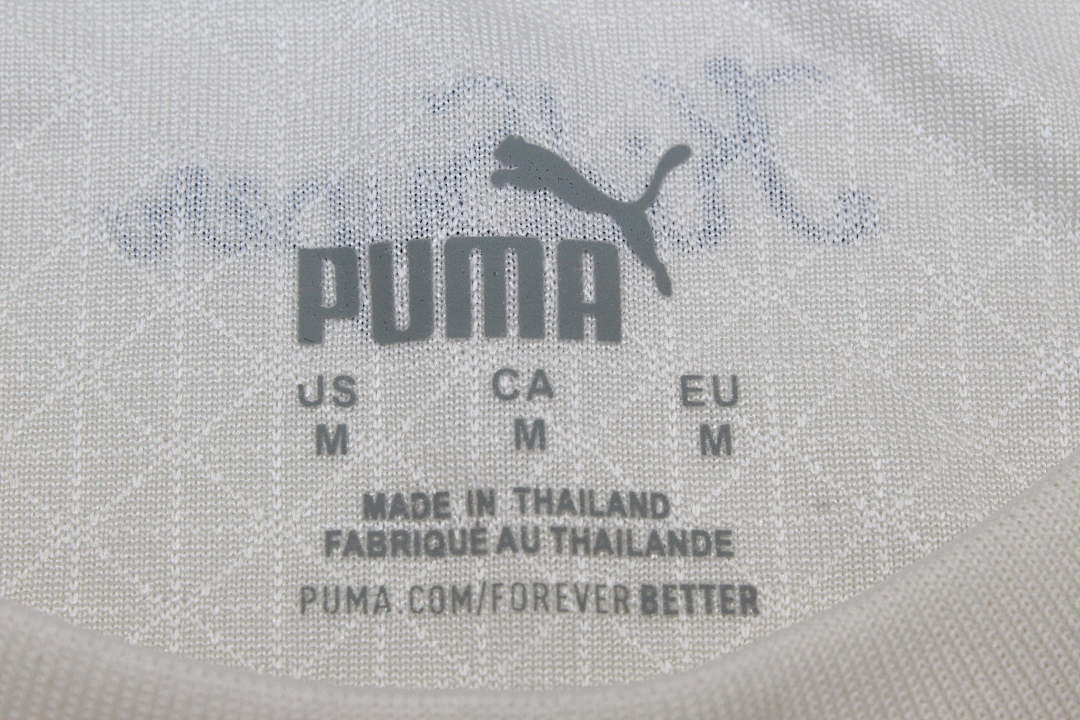 PUMA
US CA EU
M M M
MADE IN THAILAND
FABRIQUE AU THAILANDE
PUMA.COM/FOREVERBETTER